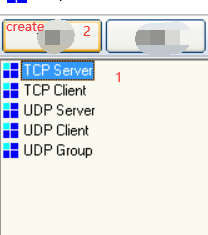 create
2
TCP Server
1
TCP Client
UDP Server
UDP Client
UDP Group